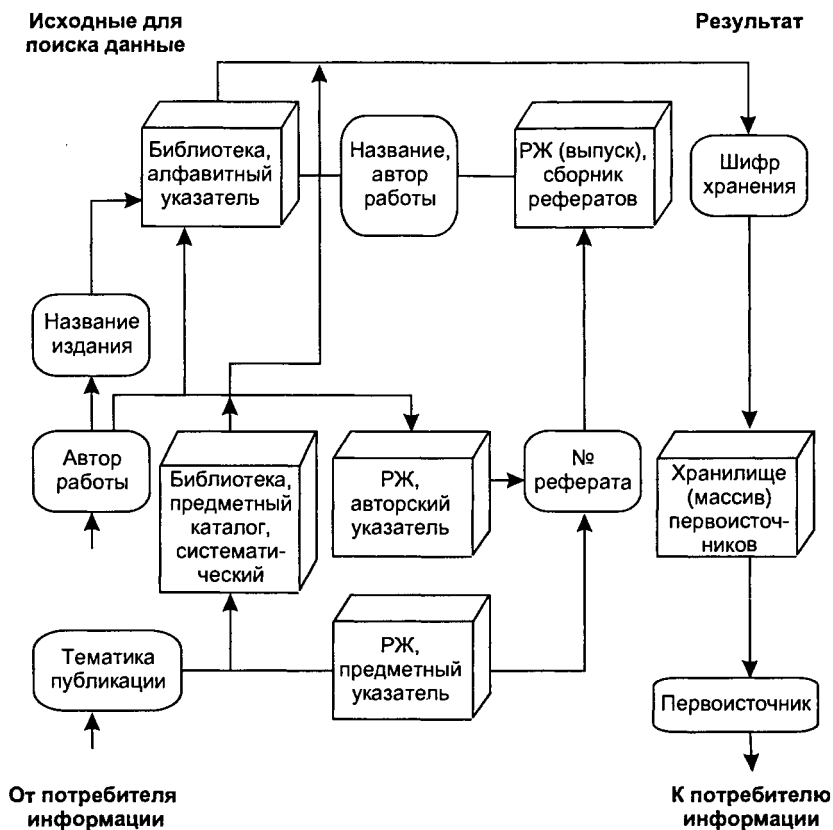 Исходные для
поиска данные
Результат
Библиотека,
алфавитный
указатель
Название,
автор
работы
РЖ (выпуск),
сборник
рефератов
Шифр
хранения
Название
издания
Автор
работы
Библиотека,
предметный
каталог,
системати-
ческий
РЖ,
авторский
указатель
№
реферата
Хранилище
(массив)
первоисточ-
ников
Тематика
публикации
РЖ,
предметный
указатель
Первоисточник
От потребителя
информации
К потребителю
информации